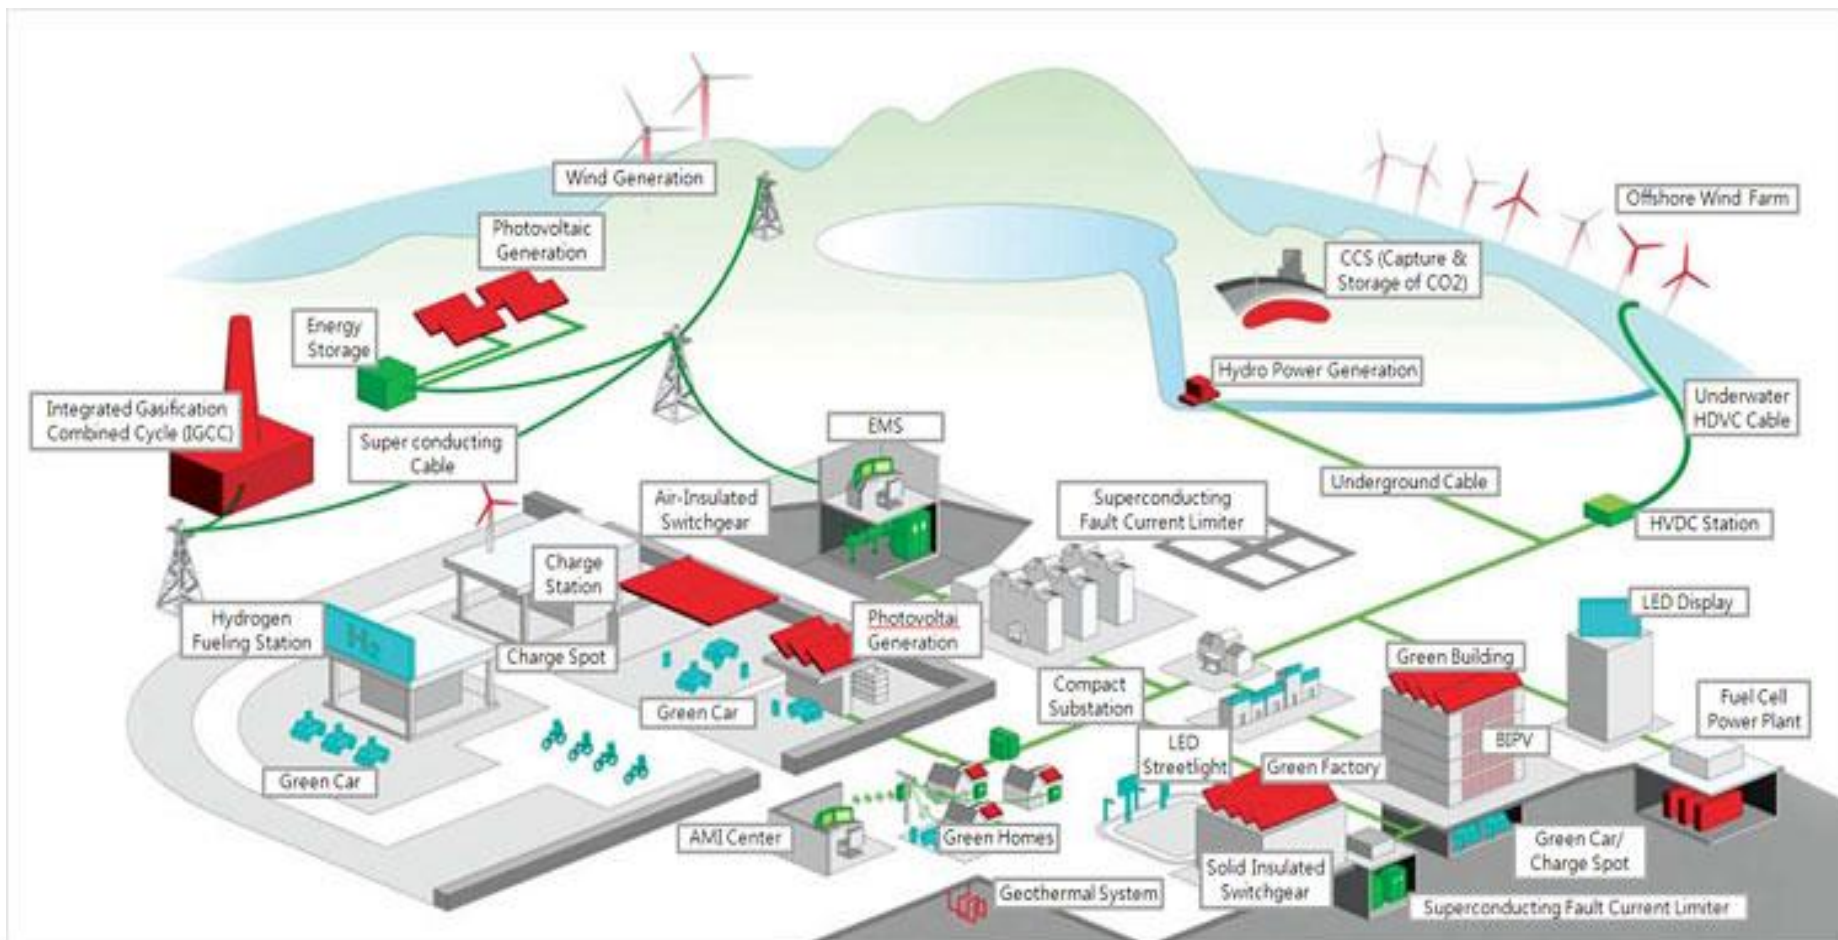 Wind Generation
Offshore Wind Farm
Photovoltaic
Generation
CCS (Capture &
Storage of CO2)
Energy
Storage
Hydro Power Generation
Integrated Gasification
Combined Cycle (IGCC)
Underwater
HDVC Cable
Super conducting
Cable
EMS
Underground Cable
Air-Insulated
Switchgear
Superconducting
Fault Current Limiter
HVDC Station
Charge
Station
LED Display
Hydrogen
Fueling Station
H2
Photovoltai
Generation
Charge Spot
Green Building
Compact
Substation
Fuel Cell
Power Plant
Green Car
LED
Streetlight
BIPV
Green Factory
Green Car
AMI Center
Green Homes
Green Car/
Charge Spot
Solid Insulated
Switchgear
Geothermal System
Superconducting Fault Current Limiter